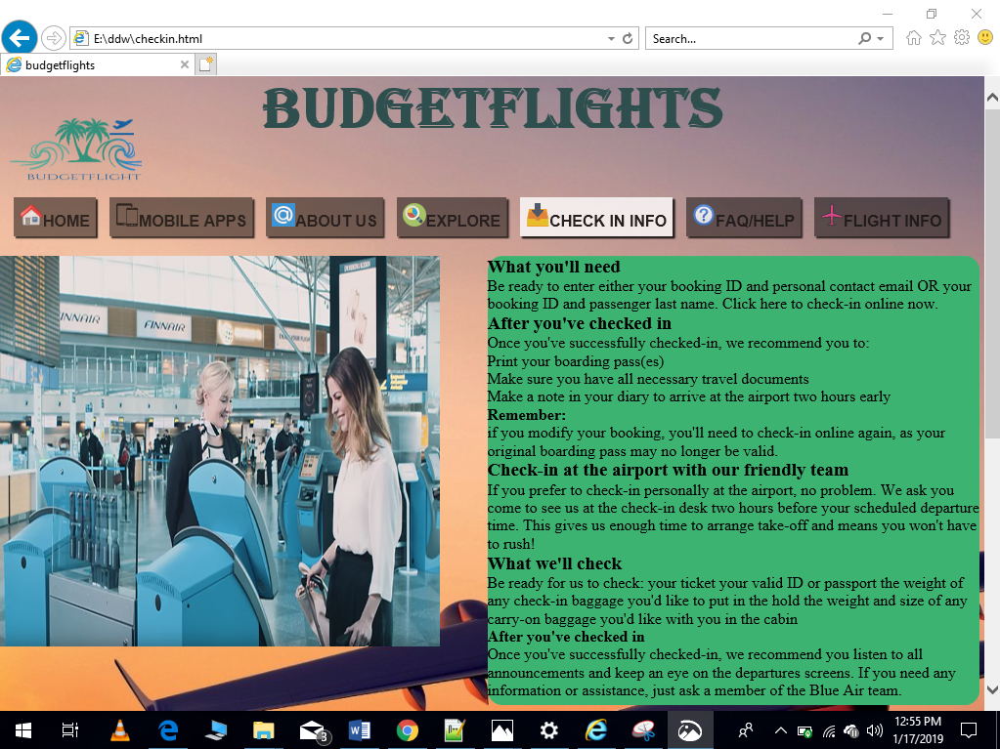 E:\ddw\checkin.html
Search...
budgetflights
BUDGETFLIGHTS
BUDGETFLIGHT
HOME
MOBILE APPS
ABOUT US
EXPLORE
CHECK IN INFO
FAQ/HELP
FLIGHT INFO
INNAIR
FINNAIR
What you'll need
Be ready to enter either your booking ID and personal contact email OR your
booking ID and passenger last name. Click here to check-in online now.
After you've checked in
Once you've successfully checked-in, we recommend you to:
Print your boarding pass(es)
Make sure you have all necessary travel documents
Make a note in your diary to arrive at the airport two hours early
Remember:
if you modify your booking, you'll need to check-in online again, as your
original boarding pass may no longer be valid.
Check-in at the airport with our friendly team
If you prefer to check-in personally at the airport, no problem. We ask you
come to see us at the check-in desk two hours before your scheduled departure
time. This gives us enough time to arrange take-off and means you won't have
to rush!
What we'll check
Be ready for us to check: your ticket your valid ID or passport the weight of
any check-in baggage you'd like to put in the hold the weight and size of any
carry-on baggage you'd like with you in the cabin
After you've checked in
Once you've successfully checked-in, we recommend you listen to all
announcements and keep an eye on the departures screens. If you need any
information or assistance, just ask a member of the Blue Air team.
3
12:55 PM
1/17/2019